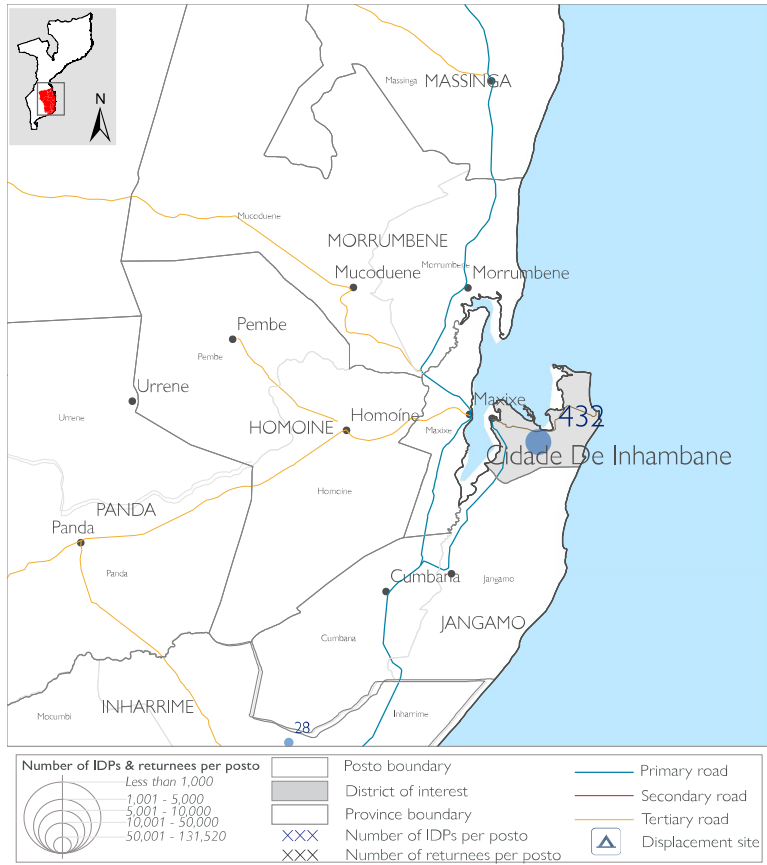 N
Massinga MASSINGA
Mucoduene
MORRUMBENE
Morrumbene
Mucoduene Morrumbene
Pembe
Pembe
Urrene
Maxixe
432
Urrene
HOMOINE Homoíne
Maxixe
Cidade De Inhambane
Homoine
PANDA
Panda
Panda
Cumbana
Jangamo
JANGAMO
Cumbana
INHARRIME
Mocumbi
Inharrime
28
Number of IDPs & returnees per posto
Less than 1,000
1,001 - 5,000
5,001 - 10,000
10,001 - 50,000
50,001 - 131,520
Posto boundary
District of interest
Province boundary
XXX Number of IDPs per posto
XXX Number of returnees per posto
Primary road
Secondary road
Tertiary road
Displacement site